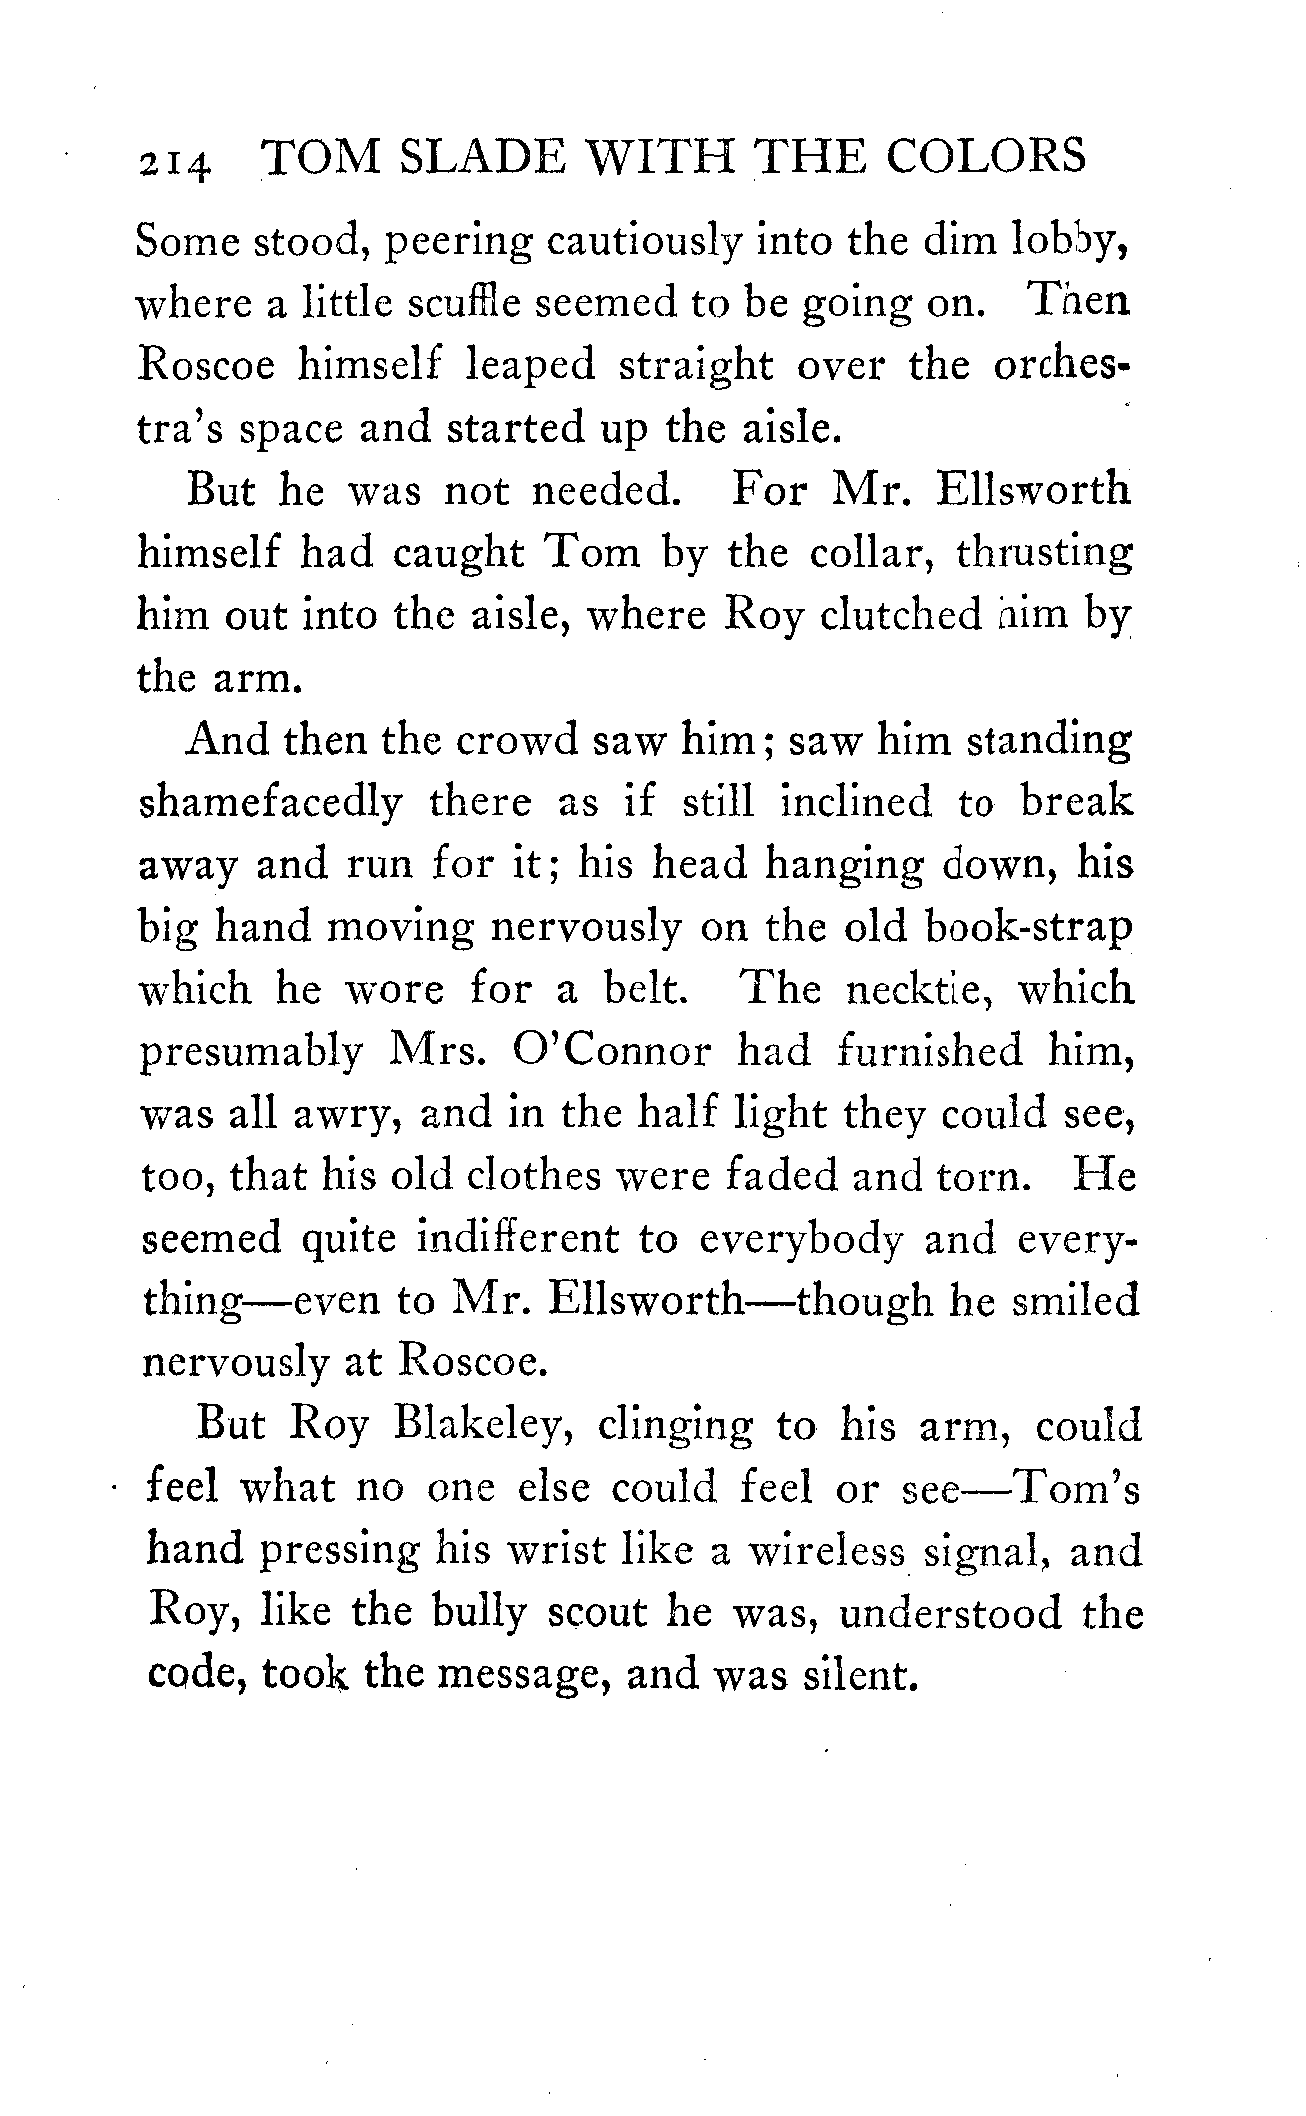 214 TOM SLADE WITH THE COLORS
Some stood, peering cautiously into the dim lobby,
where a little scuffle seemed to be going on. Then
Roscoe himself leaped straight over the orches-
tra's space and started up the aisle.
But he was not needed. For Mr. Ellsworth
himself had caught Tom by the collar, thrusting
him out into the aisle, where Roy clutched him by
the arm.
And then the crowd saw him; saw him standing
shamefacedly there as if still inclined to break
away and run for it; his head hanging down, his
big hand moving nervously on the old book-strap
which he wore for a belt. The necktie, which
presumably Mrs. O'Connor had furnished him,
was all awry, and in the half light they could see,
too, that his old clothes were faded and torn. He
seemed quite indifferent to everybody and every-
thing—even to Mr. Ellsworth—though he smiled
nervously at Roscoe.
But Roy Blakeley, clinging to his arm, could
feel what no one else could feel or see—Tom's
hand pressing his wrist like a wireless signal, and
Roy, like the bully scout he was, understood the
code, took the message, and was silent.